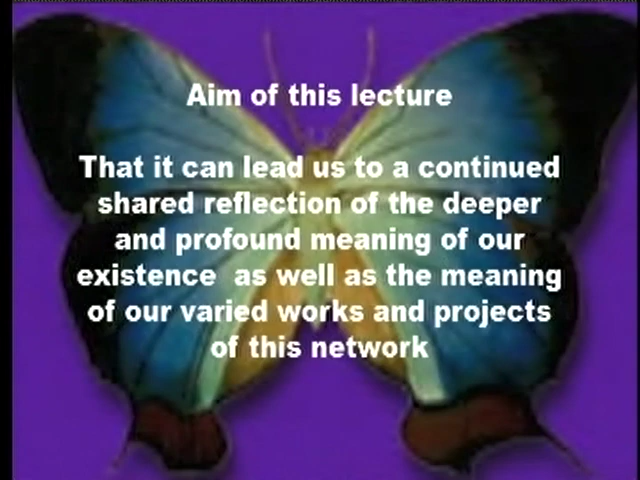 Aim of this lecture
That it can lead us to a continued
shared reflection of the deeper
and profound meaning of our
existence  as well as the meaning
of our varied works and projects
of this network